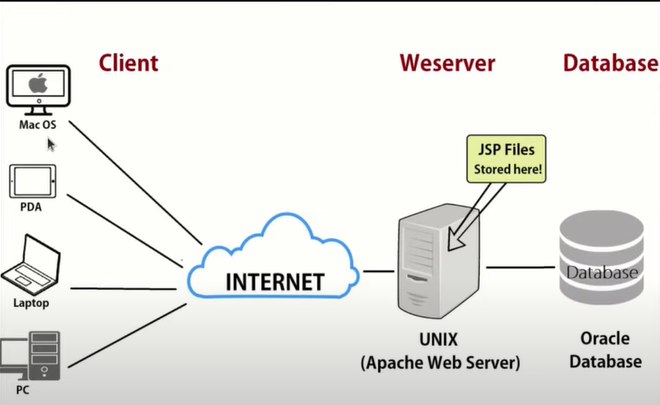 Client
Weserver
Database
Mac OS
JSP Files
Stored here!
PDA
INTERNET
Database
Laptop
UNIX
(Apache Web Server)
Oracle
Database
PC